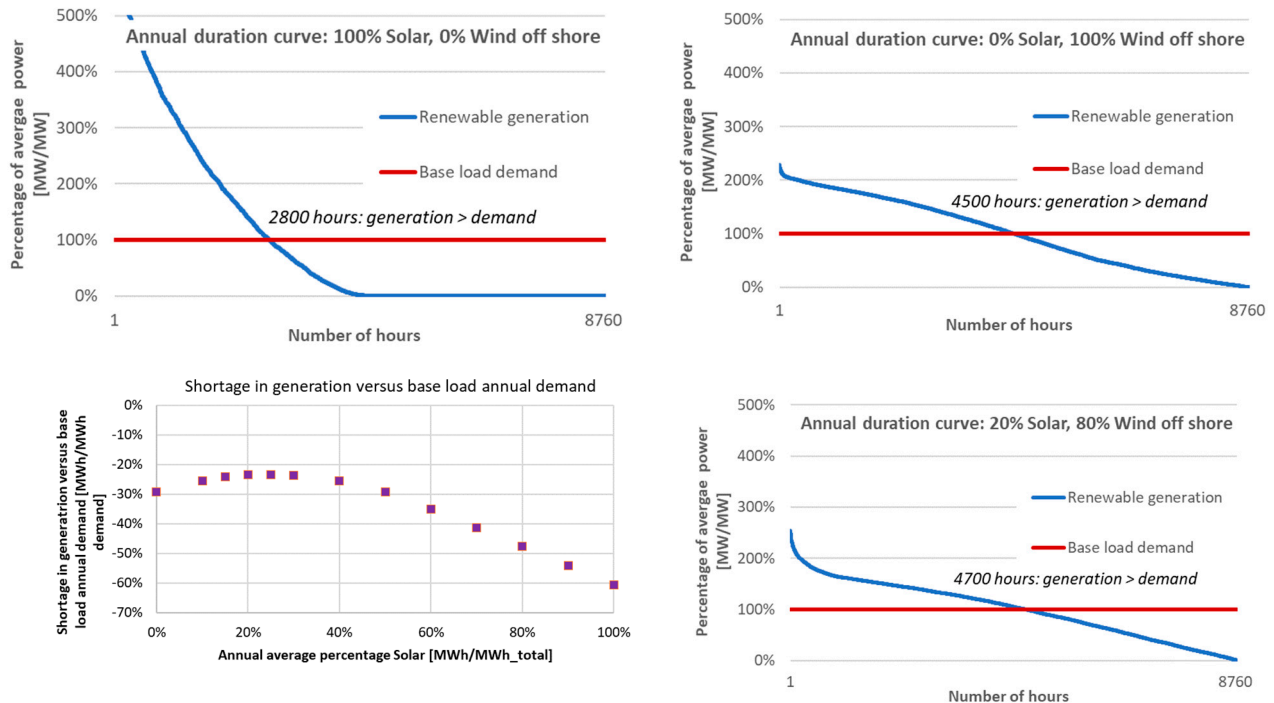 Annual duration curve: 100% Solar, 0% Wind off shore
Percentage of avergae power
[MW/MW]
500%
400%
300%
200%
100%
0%
Renewable generation
Base load demand
2800 hours: generation > demand
1
8760
Number of hours
Annual duration curve: 0% Solar, 100% Wind off shore
Percentage of avergae power
[MW/MW]
500%
400%
300%
200%
100%
0%
Renewable generation
Base load demand
4500 hours: generation > demand
1
8760
Number of hours
Shortage in generation versus base load annual demand
Shortage in generatrion versus base
load annual demand [MWh/MWh
demand]
0%
-10%
-20%
-30%
-40%
-50%
-60%
-70%
0%
20%
40%
60%
80%
100%
Annual average percentage Solar [MWh/MWh_total]
Annual duration curve: 20% Solar, 80% Wind off shore
Percentage of avergae power
[MW/MW]
500%
400%
300%
200%
100%
0%
Renewable generation
Base load demand
4700 hours: generation > demand
1
8760
Number of hours